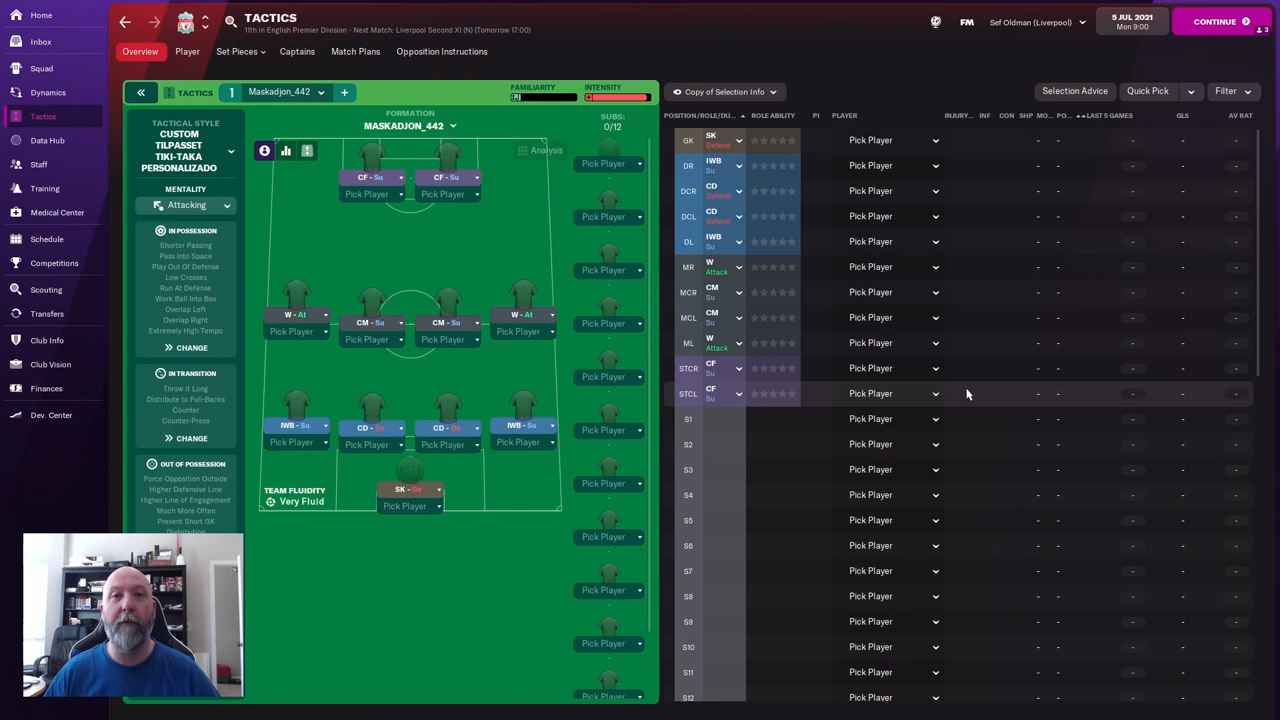 Home
Inbox
Squad
Dynamics
Tactics
Data Hub
Staff
Training
Medical Center
Schedule
Competitions
Scouting
Transfers
Club Info
Club Vision
Finances
Dev. Center
TACTICS
11th in English Premier Division - Next Match: Liverpool Second XI (N) (Tomorrow 17:00)
FM
Sef Oldman (Liverpool)
5 JUL 2021
Mon 9:00
CONTINUE
3
Overview
Player
Set Pieces
Captains
Match Plans
Opposition Instructions
TACTICS
1
Maskadjon_442
FAMILIARITY
INTENSITY
TACTICAL STYLE
CUSTOM
TILPASSET
TIKI-TAKA
PERSONALIZADO
MENTALITY
Attacking
IN POSSESSION
Shorter Passing
Pass Into Space
Play Out Of Defense
Low Crosses
Run At Defense
Work Ball Into Box
Overlap Left
Overlap Right
Extremely High Tempo
CHANGE
IN TRANSITION
Throw it Long
Distribute to Full-Backs
Counter
Counter-Press
CHANGE
OUT OF POSSESSION
Force Opposition Outside
Higher Defensive Line
Higher Line of Engagement
Much More Often
Prevent Short GK
Distribution
FORMATION
MASKADJON_442
Analysis
CF - Su
Pick Player
CF - Su
Pick Player
W - At
Pick Player
CM - Su
Pick Player
CM - Su
Pick Player
W - At
Pick Player
IWB - Su
Pick Player
CD - De
Pick Player
CD - De
Pick Player
IWB - Su
Pick Player
SK - De
Pick Player
TEAM FLUIDITY
Very Fluid
SUBS:
0/12
Pick Player
Pick Player
Pick Player
Pick Player
Pick Player
Pick Player
Pick Player
Pick Player
Pick Player
Pick Player
Pick Player
Copy of Selection Info
Selection Advice
Quick Pick
Filter
POSITION/ROLE/DU... ROLE ABILITY PI PLAYER INJURY... INF CON SHP MO... PO... LAST 5 GAMES GLS AV RAT
GK SK Defend Pick Player - - - - -
DR IWB Su Pick Player - - - - -
DCR CD Defend Pick Player - - - - -
DCL CD Defend Pick Player - - - - -
DL IWB Su Pick Player - - - - -
MR W Attack Pick Player - - - - -
MCR CM Su Pick Player - - - - -
MCL CM Su Pick Player - - - - -
ML W Attack Pick Player - - - - -
STCR CF Su Pick Player - - - - -
STCL CF Su Pick Player - - - - -
S1 Pick Player - - - - -
S2 Pick Player - - - - -
S3 Pick Player - - - - -
S4 Pick Player - - - - -
S5 Pick Player - - - - -
S6 Pick Player - - - - -
S7 Pick Player - - - - -
S8 Pick Player - - - - -
S9 Pick Player - - - - -
S10 Pick Player - - - - -
S11 Pick Player - - - - -
S12 Pick Player - - - - -